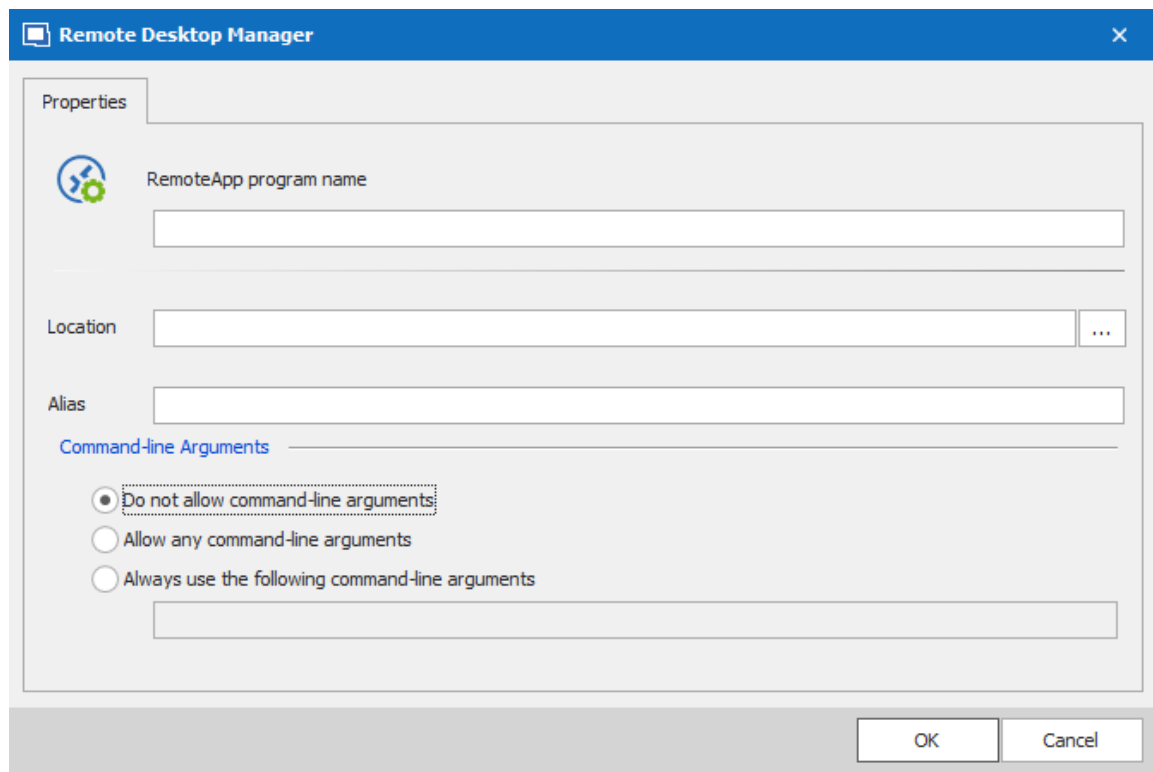 Remote Desktop Manager
Properties
RemoteApp program name
Location
...
Alias
Command-line Arguments
Do not allow command-line arguments
Allow any command-line arguments
Always use the following command-line arguments
OK Cancel